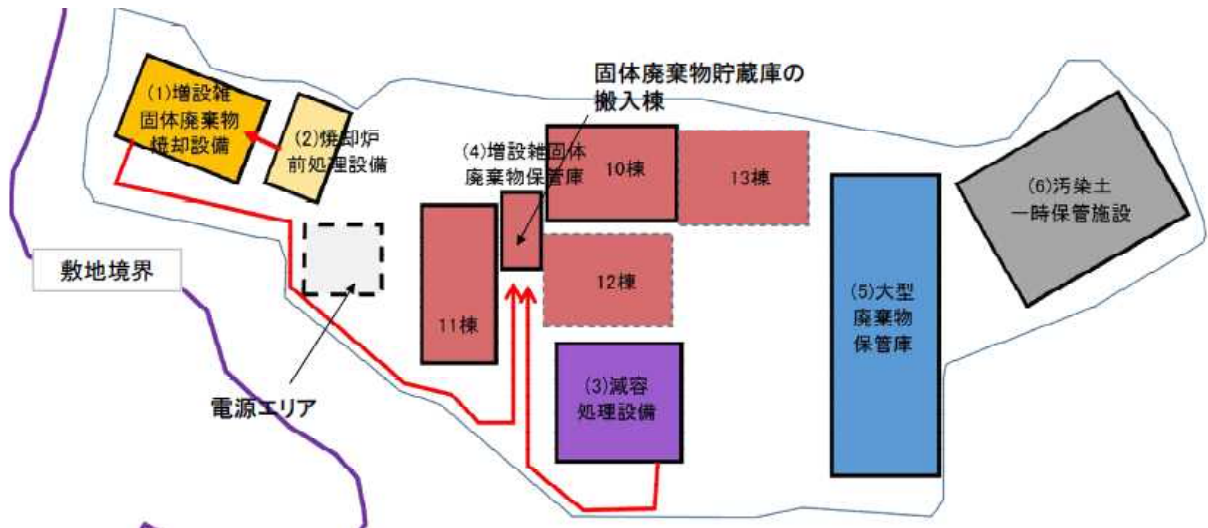 (1)増設雑
固体廃棄物
焼却設備
(2)焼却炉
前処理設備
固体廃棄物貯蔵庫の
搬入棟
(4)増設雑固体
廃棄物保管庫
10棟
13棟
11棟
12棟
(3)減容
処理設備
(5)大型
廃棄物
保管庫
(6)汚染土
一時保管施設
敷地境界
電源エリア